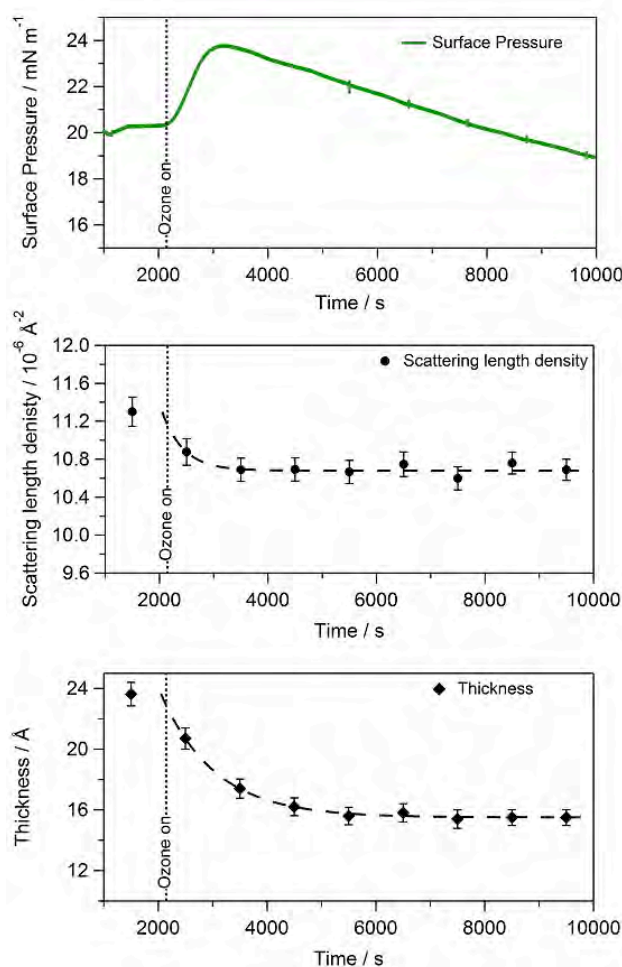 Surface Pressure / mN m⁻¹
24
22
20
18
16
Surface Pressure
Ozone on
2000
4000
6000
8000
10000
Time / s
Scattering length denisty / 10⁻⁶ Å⁻²
12.0
11.6
11.2
10.8
10.4
10.0
9.6
Scattering length density
Ozone on
2000
4000
6000
8000
10000
Time / s
Thickness / Å
24
20
16
12
Thickness
Ozone on
2000
4000
6000
8000
10000
Time / s